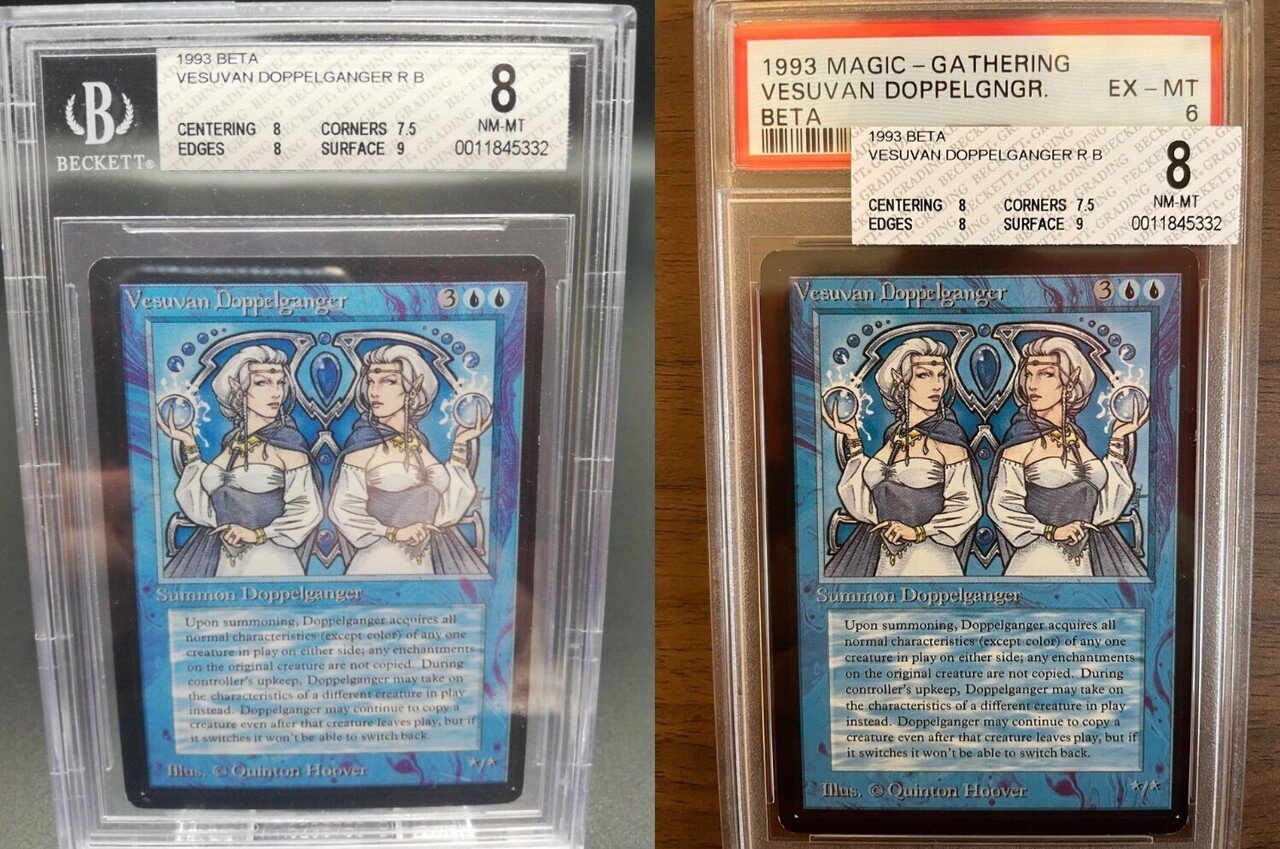 1993 BETA
VESUVAN DOPPELGANGER R B
8
CENTERING 8 CORNERS 7.5 NM-MT
EDGES 8 SURFACE 9 0011845332
B
BECKETT®
Vesuvan Doppelganger 3
Summon Doppelganger
Upon summoning, Doppelganger acquires all
normal characteristics (except color) of any one
creature in play on either side; any enchantments
on the original creature are not copied. During
controller's upkeep, Doppelganger may take on
the characteristics of a different creature in play
instead. Doppelganger may continue to copy a
creature even after that creature leaves play, but if
it switches it won't be able to switch back.
*/*
Illus. © Quinton Hoover
1993 MAGIC – GATHERING
VESUVAN DOPPELGNGR. EX – MT
BETA 6
1993 BETA
VESUVAN DOPPELGANGER R B
8
CENTERING 8 CORNERS 7.5 NM-MT
EDGES 8 SURFACE 9 0011845332
Vesuvan Doppelganger 3
Summon Doppelganger
Upon summoning, Doppelganger acquires all
normal characteristics (except color) of any one
creature in play on either side; any enchantments
on the original creature are not copied. During
controller's upkeep, Doppelganger may take on
the characteristics of a different creature in play
instead. Doppelganger may continue to copy a
creature even after that creature leaves play, but if
it switches it won't be able to switch back.
*/*
Illus. © Quinton Hoover